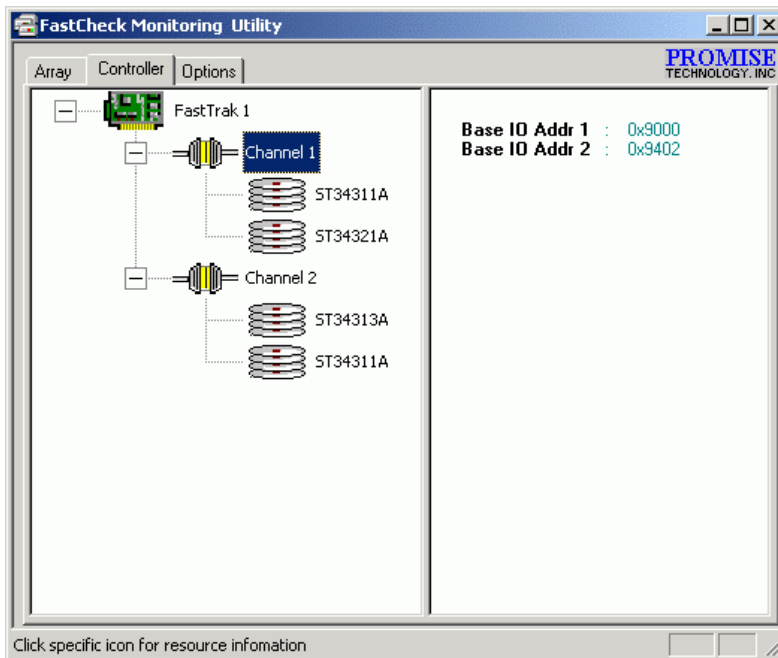 FastCheck Monitoring Utility
Array
Controller
Options
PROMISE
TECHNOLOGY, INC
FastTrak 1
Channel 1
ST34311A
ST34321A
Channel 2
ST34313A
ST34311A
Base IO Addr 1 : 0x9000
Base IO Addr 2 : 0x9402
Click specific icon for resource infomation